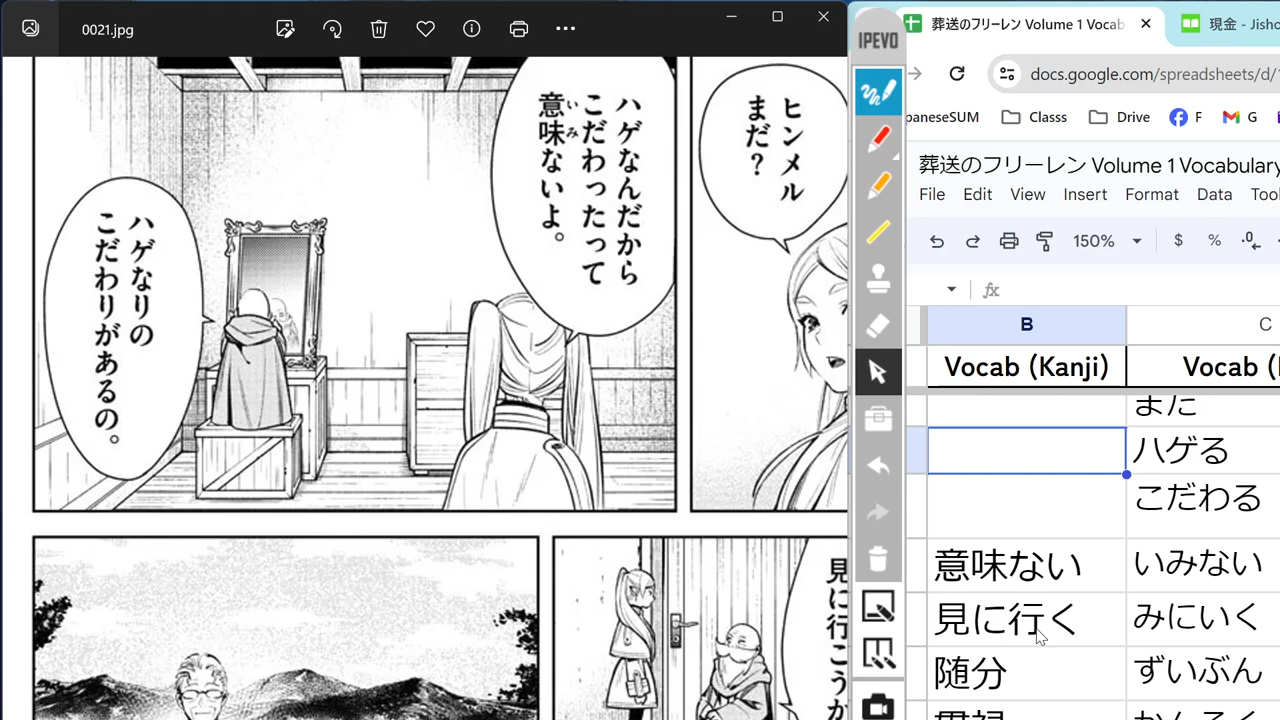 0021.jpg
ヒンメル
まだ?
ハゲなんだから
こだわったって
意味ないよ。
いみ
ハゲなりの
こだわりがあるの。
見に行こうか
IPEVO
葬送のフリーレン Volume 1 Vocab
現金 - Jisho
docs.google.com/spreadsheets/d/
paneseSUM
Classs
Drive
F
G
葬送のフリーレン Volume 1 Vocabulary
File Edit View Insert Format Data Tool
150%
$ % .0
fx
B C
Vocab (Kanji) Vocab (
まだ
ハゲる
こだわる
意味ない いみない
見に行く みにいく
随分 ずいぶん